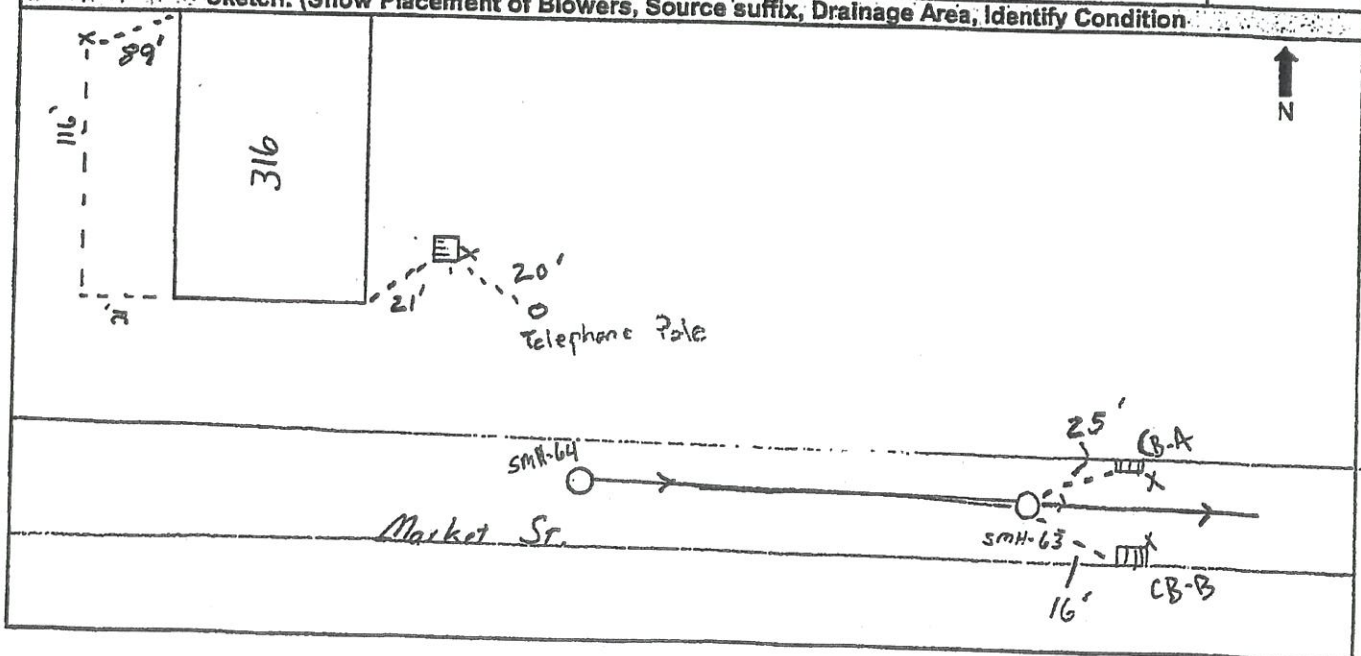 Sketch: (Show Placement of Blowers, Source suffix, Drainage Area, Identify Condition
N
89'
116'
316
21'
20'
Telephone Pole
25'
CB-A
SMH-64
Market St.
SMH-63
16'
CB-B